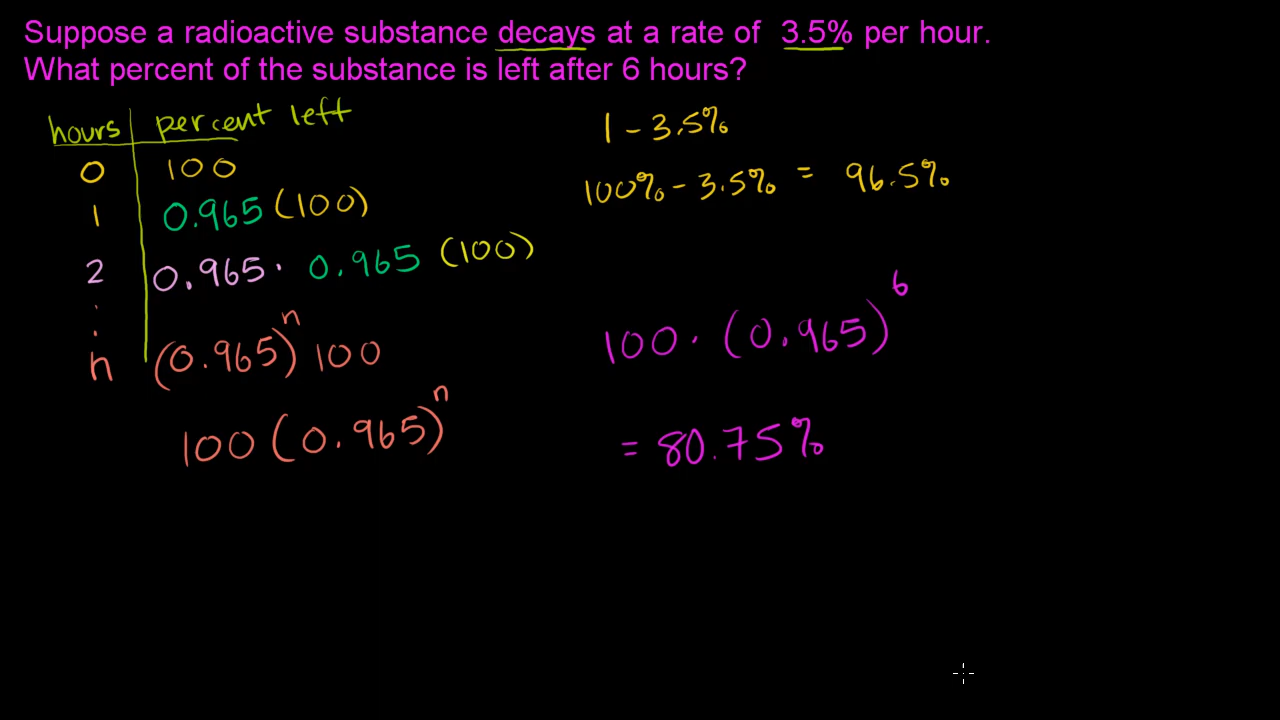 Suppose a radioactive substance decays at a rate of 3.5% per hour.
What percent of the substance is left after 6 hours?
hours percent left
0 100
1 0.965 (100)
2 0.965 · 0.965 (100)
.
.
n (0.965)^n 100
100 (0.965)^n
1 - 3.5%
100% - 3.5% = 96.5%
100 · (0.965)^6
= 80.75%